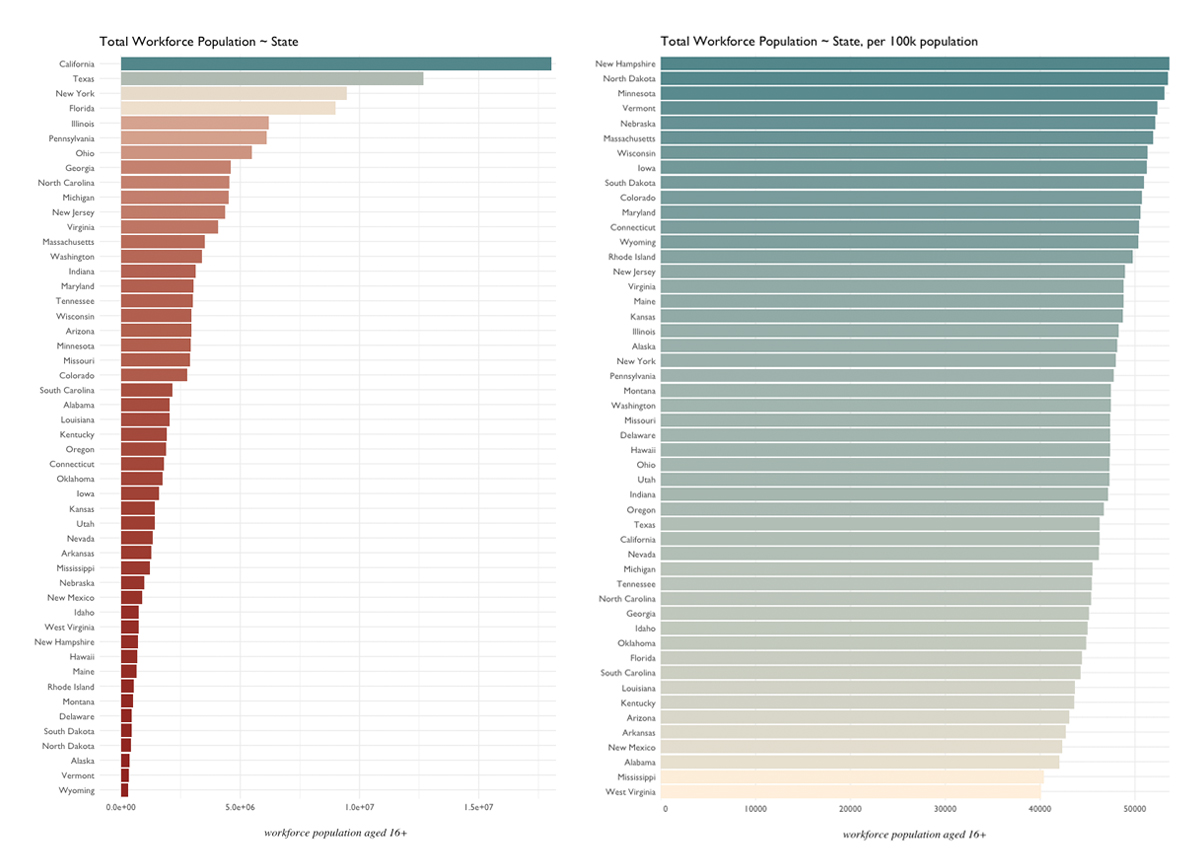 Total Workforce Population ~ State
California
Texas
New York
Florida
Illinois
Pennsylvania
Ohio
Georgia
North Carolina
Michigan
New Jersey
Virginia
Massachusetts
Washington
Indiana
Maryland
Tennessee
Wisconsin
Arizona
Minnesota
Missouri
Colorado
South Carolina
Alabama
Louisiana
Kentucky
Oregon
Connecticut
Oklahoma
Iowa
Kansas
Utah
Nevada
Arkansas
Mississippi
Nebraska
New Mexico
Idaho
West Virginia
New Hampshire
Hawaii
Maine
Rhode Island
Montana
Delaware
South Dakota
North Dakota
Alaska
Vermont
Wyoming
0.0e+00 5.0e+06 1.0e+07 1.5e+07
workforce population aged 16+
Total Workforce Population ~ State, per 100k population
New Hampshire
North Dakota
Minnesota
Vermont
Nebraska
Massachusetts
Wisconsin
Iowa
South Dakota
Colorado
Maryland
Connecticut
Wyoming
Rhode Island
New Jersey
Virginia
Maine
Kansas
Illinois
Alaska
New York
Pennsylvania
Montana
Washington
Missouri
Delaware
Hawaii
Ohio
Utah
Indiana
Oregon
Texas
California
Nevada
Michigan
Tennessee
North Carolina
Georgia
Idaho
Oklahoma
Florida
South Carolina
Louisiana
Kentucky
Arizona
Arkansas
New Mexico
Alabama
Mississippi
West Virginia
0 10000 20000 30000 40000 50000
workforce population aged 16+